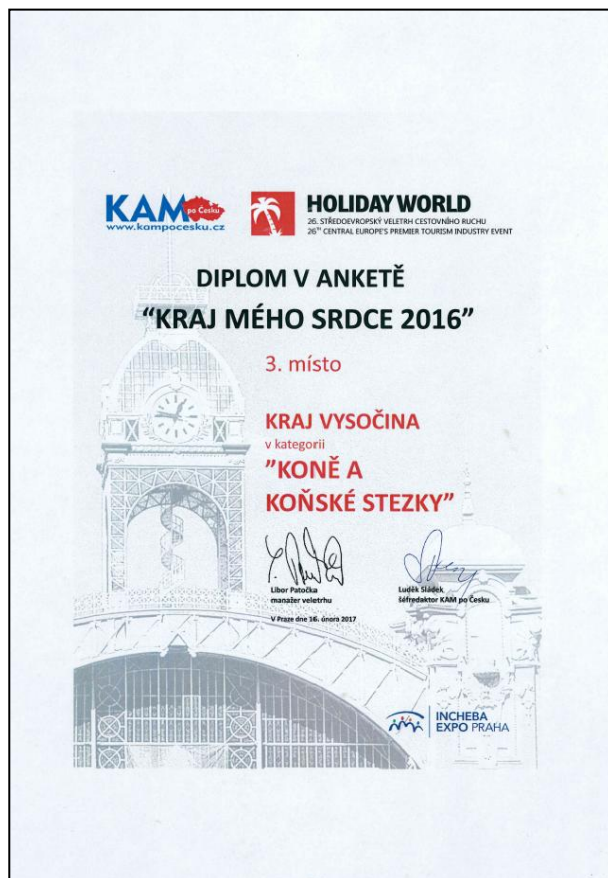 KAM po Česku
www.kampocesku.cz
HOLIDAY WORLD
26. STŘEDOEVROPSKÝ VELETRH CESTOVNÍHO RUCHU
26TH CENTRAL EUROPE'S PREMIER TOURISM INDUSTRY EVENT
DIPLOM V ANKETĚ
"KRAJ MÉHO SRDCE 2016"
3. místo
KRAJ VYSOČINA
v kategorii
"KONĚ A
KOŇSKÉ STEZKY"
Libor Patočka
manažer veletrhu
Luděk Sládek
šéfredaktor KAM po Česku
V Praze dne 16. února 2017
INCHEBA
EXPO PRAHA